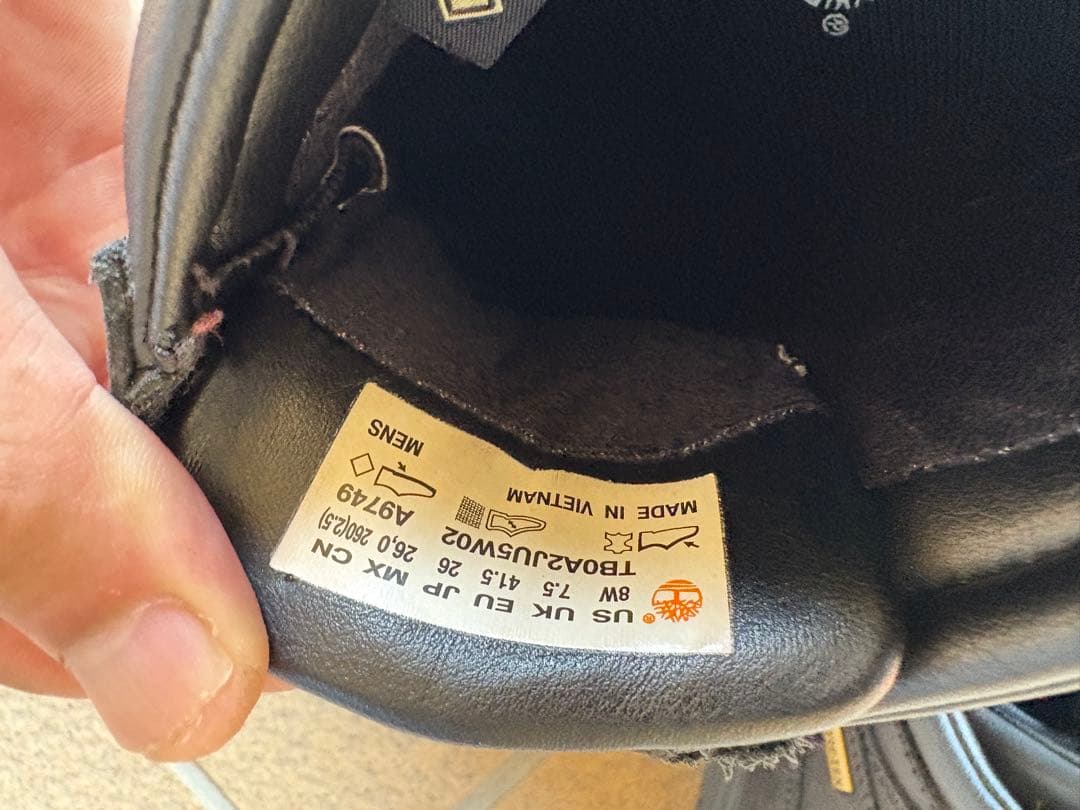 US UK EU JP MX CN
8W 7.5 41.5 26 26,0 260(2.5)
TB0A2JU5W02 A9749
MADE IN VIETNAM
MENS
®
®